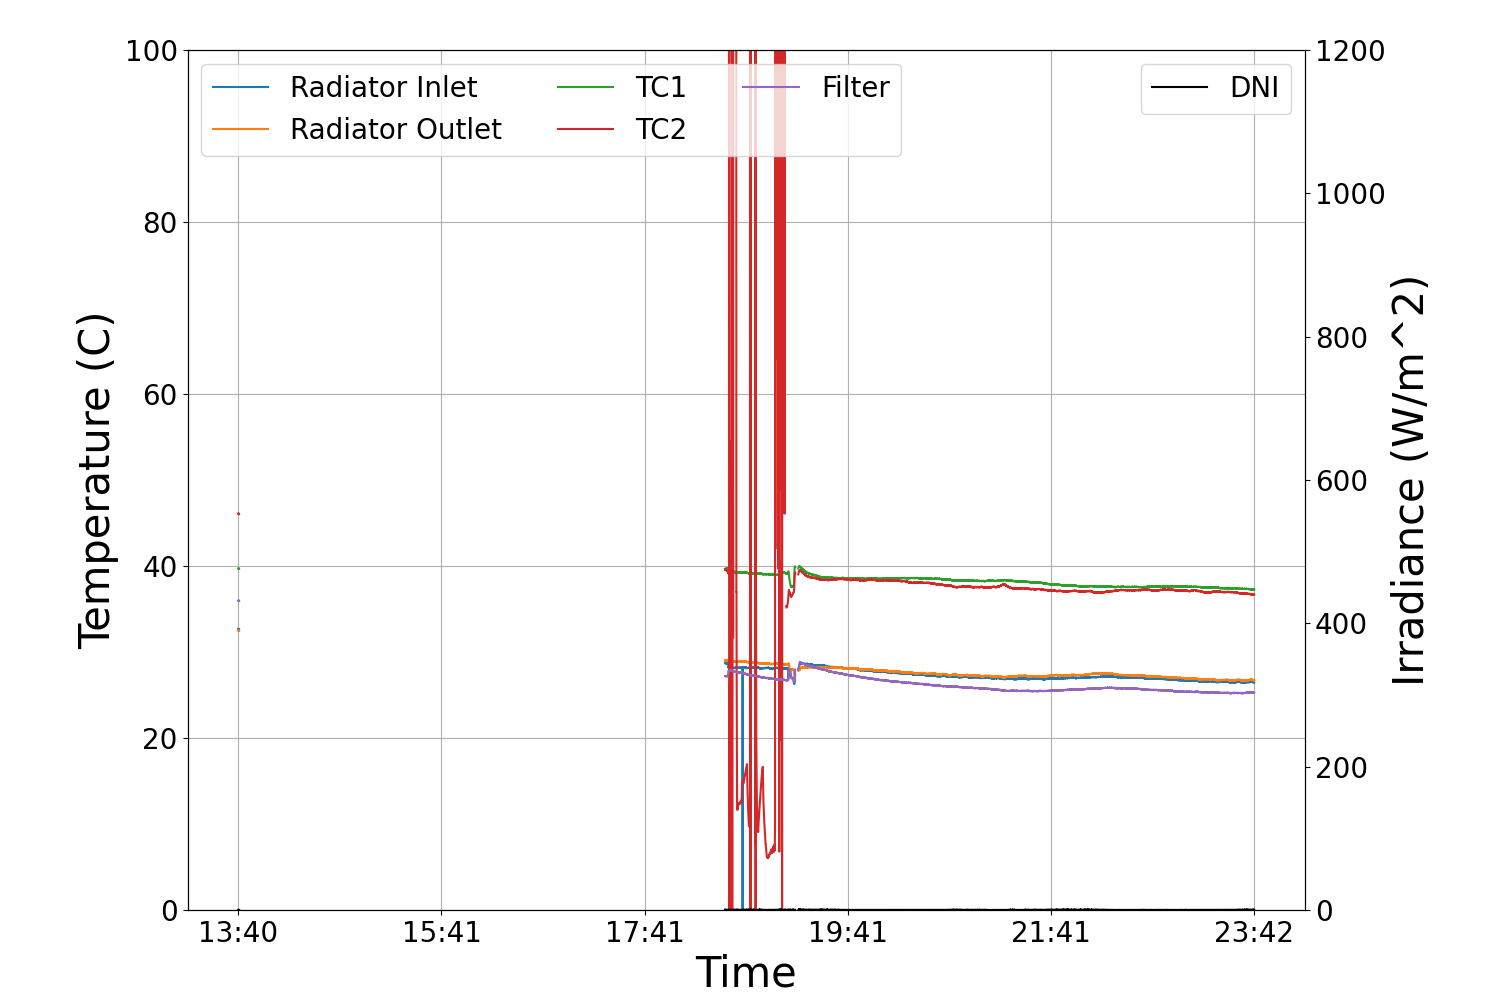 100
80
60
40
20
0
Temperature (C)
Radiator Inlet
Radiator Outlet
TC1
TC2
Filter
DNI
1200
1000
800
600
400
200
0
Irradiance (W/m^2)
13:40 15:41 17:41 19:41 21:41 23:42
Time